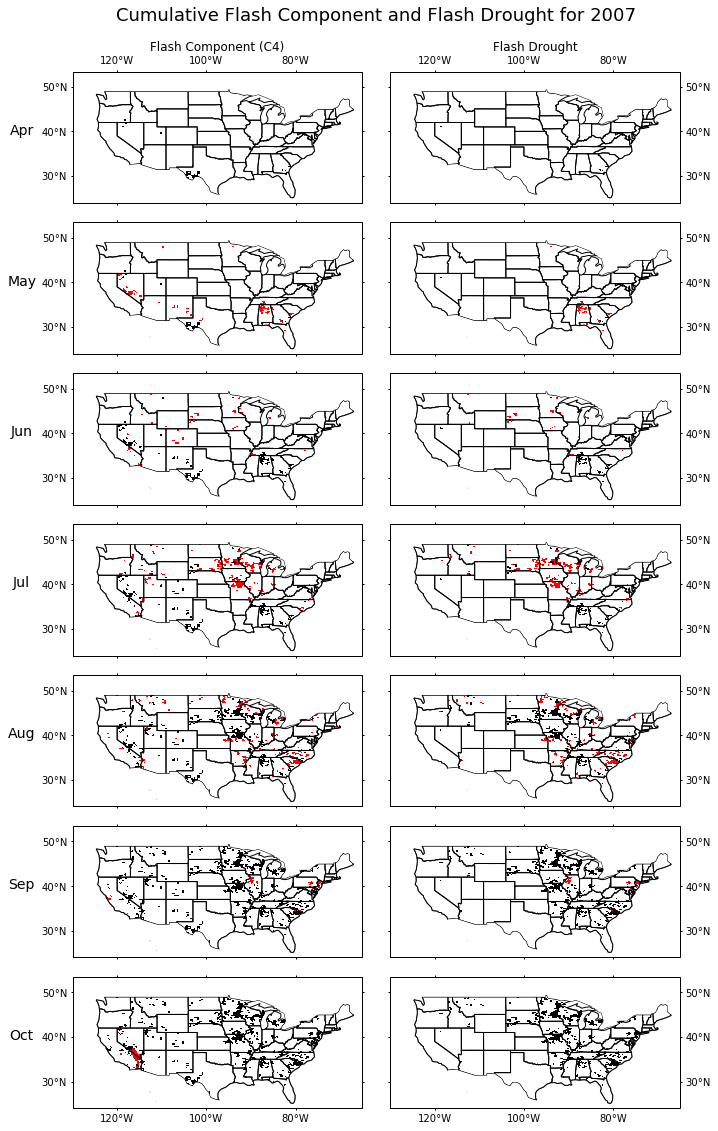 Cumulative Flash Component and Flash Drought for 2007
Flash Component (C4) Flash Drought
120°W 100°W 80°W 120°W 100°W 80°W
50°N 50°N
Apr 40°N 40°N
30°N 30°N
50°N 50°N
May 40°N 40°N
30°N 30°N
50°N 50°N
Jun 40°N 40°N
30°N 30°N
50°N 50°N
Jul 40°N 40°N
30°N 30°N
50°N 50°N
Aug 40°N 40°N
30°N 30°N
50°N 50°N
Sep 40°N 40°N
30°N 30°N
50°N 50°N
Oct 40°N 40°N
30°N 30°N
120°W 100°W 80°W 120°W 100°W 80°W